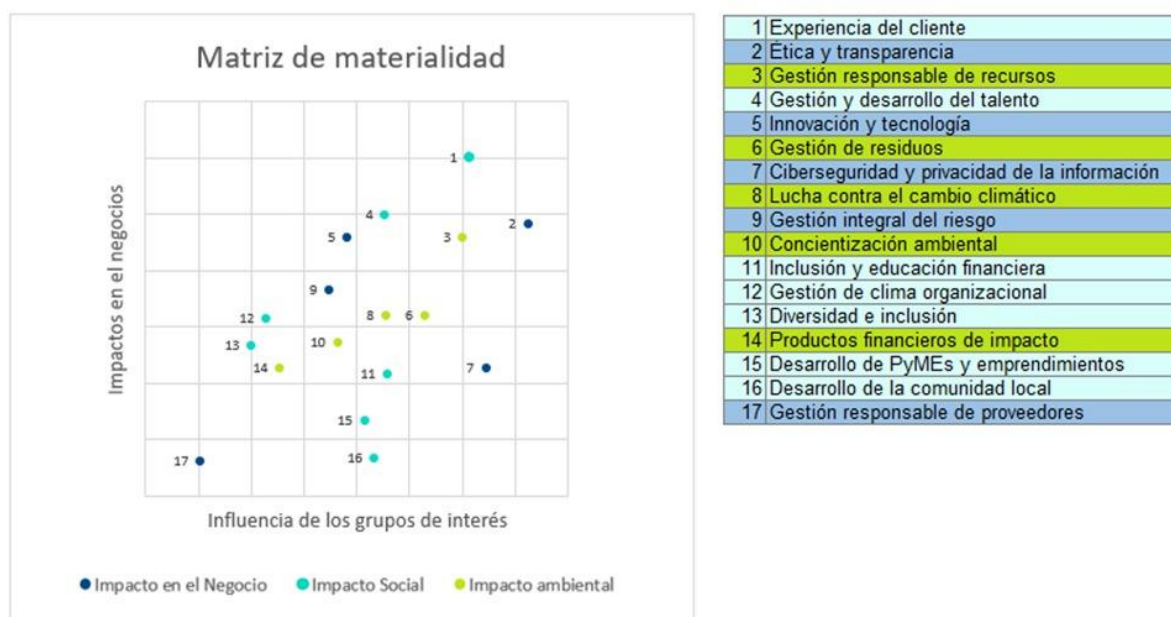 Matriz de materialidad
Impactos en el negocios
1
2
3
4
5
6
7
8
9
10
11
12
13
14
15
16
17
Influencia de los grupos de interés
Impacto en el Negocio
Impacto Social
Impacto ambiental
1 Experiencia del cliente
2 Ética y transparencia
3 Gestión responsable de recursos
4 Gestión y desarrollo del talento
5 Innovación y tecnología
6 Gestión de residuos
7 Ciberseguridad y privacidad de la información
8 Lucha contra el cambio climático
9 Gestión integral del riesgo
10 Concientización ambiental
11 Inclusión y educación financiera
12 Gestión de clima organizacional
13 Diversidad e inclusión
14 Productos financieros de impacto
15 Desarrollo de PyMEs y emprendimientos
16 Desarrollo de la comunidad local
17 Gestión responsable de proveedores